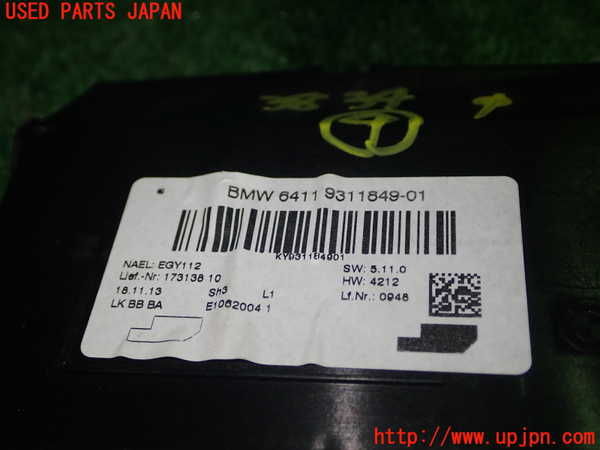 USED PARTS JAPAN
BMW 6411 9311849-01
KY931184901
NAEL: EGY112
Lief.-Nr: 173138 10
18.11.13 Sh3 L1
LK BB BA E1062004 1
SW: 5.11.0
HW: 4212
Lf.Nr.: 0948
http://www.upjpn.com/